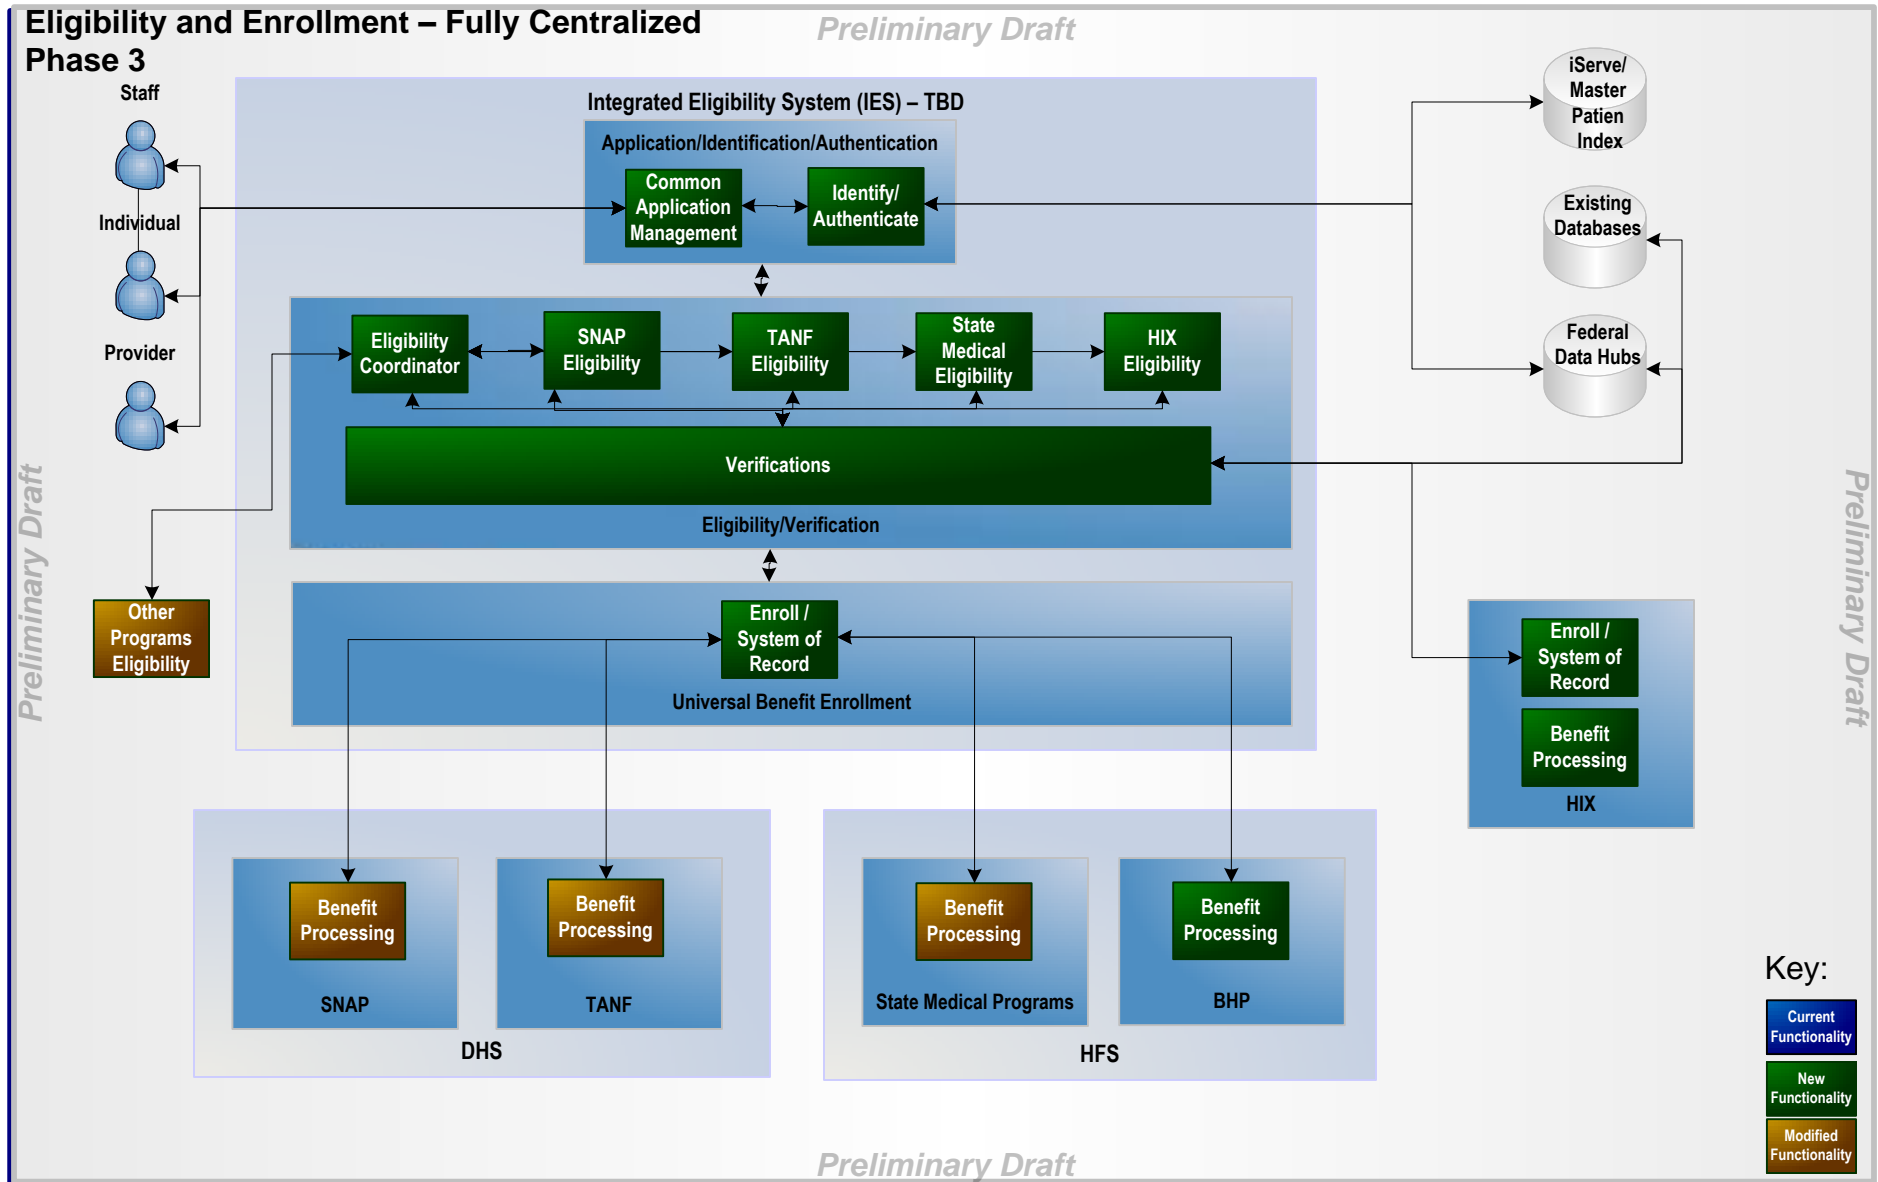 Eligibility and Enrollment – Fully Centralized
Phase 3
Preliminary Draft
Staff
Individual
Provider
Integrated Eligibility System (IES) – TBD
Application/Identification/Authentication
Common
Application
Management
Identify/
Authenticate
iServe/
Master
Patien
Index
Existing
Databases
Federal
Data Hubs
Eligibility
Coordinator
SNAP
Eligibility
TANF
Eligibility
State
Medical
Eligibility
HIX
Eligibility
Verifications
Eligibility/Verification
Preliminary Draft
Preliminary Draft
Other
Programs
Eligibility
Enroll /
System of
Record
Universal Benefit Enrollment
Enroll /
System of
Record
Benefit
Processing
HIX
Benefit
Processing
SNAP
Benefit
Processing
TANF
DHS
Benefit
Processing
State Medical Programs
Benefit
Processing
BHP
HFS
Key:
Current
Functionality
New
Functionality
Modified
Functionality
Preliminary Draft